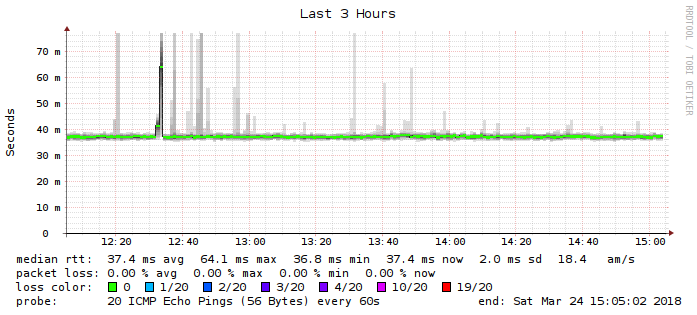 Last 3 Hours
RRDTOOL / TOBI OETIKER
Seconds
70 m
60 m
50 m
40 m
30 m
20 m
10 m
0
12:20 12:40 13:00 13:20 13:40 14:00 14:20 14:40 15:00
median rtt: 37.4 ms avg 64.1 ms max 36.8 ms min 37.4 ms now 2.0 ms sd 18.4 am/s
packet loss: 0.00 % avg 0.00 % max 0.00 % min 0.00 % now
loss color: 0 1/20 2/20 3/20 4/20 10/20 19/20
probe: 20 ICMP Echo Pings (56 Bytes) every 60s end: Sat Mar 24 15:05:02 2018